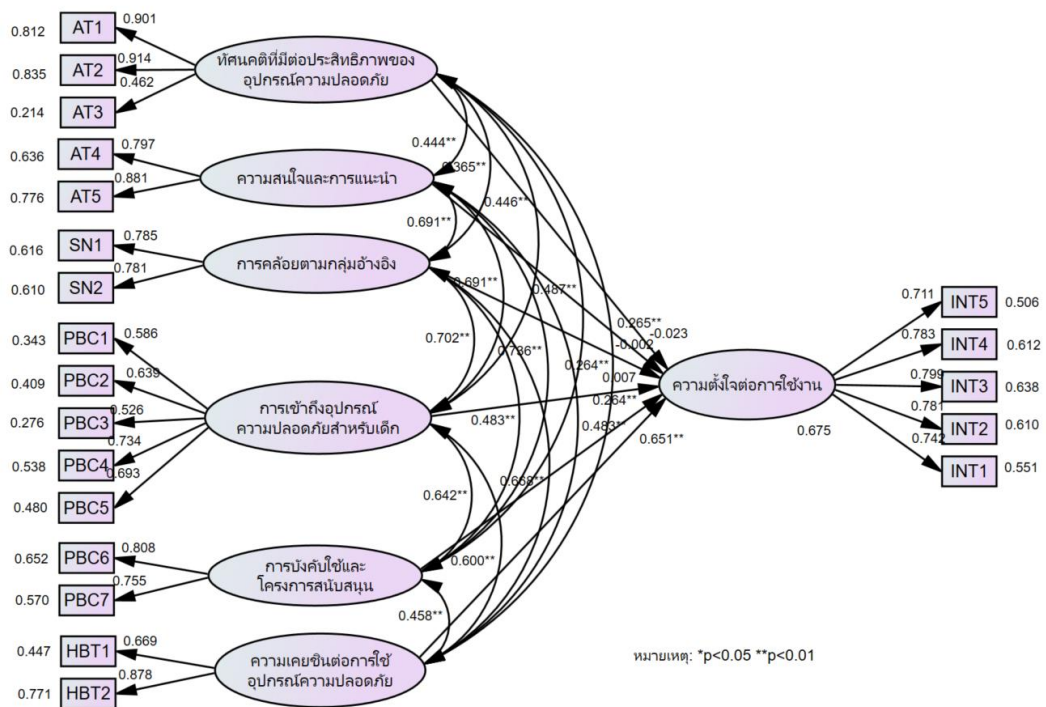 0.812 AT1 0.901
0.835 AT2 0.914
0.462
0.214 AT3
ทัศนคติที่มีต่อประสิทธิภาพของ
อุปกรณ์ความปลอดภัย
0.636 AT4 0.797
0.776 AT5 0.881
ความสนใจและการแนะนำ
0.616 SN1 0.785
0.610 SN2 0.781
การคล้อยตามกลุ่มอ้างอิง
0.343 PBC1 0.586
0.409 PBC2 0.639
0.276 PBC3 0.526
0.538 PBC4 0.734
0.480 PBC5 0.693
การเข้าถึงอุปกรณ์
ความปลอดภัยสำหรับเด็ก
0.652 PBC6 0.808
0.570 PBC7 0.755
การบังคับใช้และ
โครงการสนับสนุน
0.447 HBT1 0.669
0.771 HBT2 0.878
ความเคยชินต่อการใช้
อุปกรณ์ความปลอดภัย
0.444**
0.365**
0.446**
0.691**
0.691**
0.487**
0.702**
0.736**
0.265**
-0.023
-0.002
0.264**
0.007
0.264**
0.483**
0.483**
0.651**
0.642**
0.668**
0.600**
0.458**
ความตั้งใจต่อการใช้งาน
0.675
0.711 INT5 0.506
0.783 INT4 0.612
0.799 INT3 0.638
0.781 INT2 0.610
0.742 INT1 0.551
หมายเหตุ: *p<0.05 **p<0.01